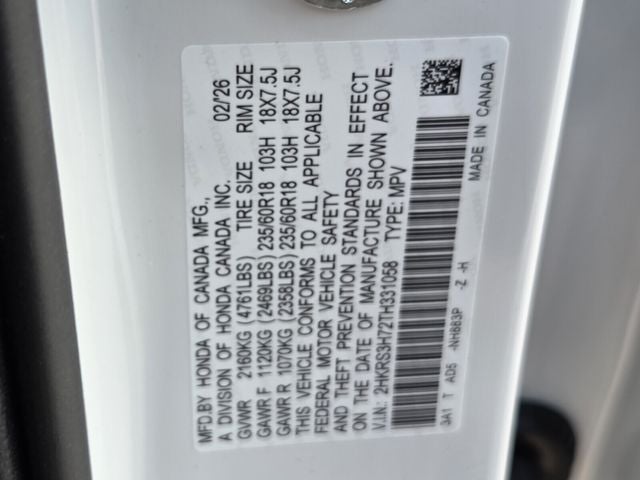 MFD.BY HONDA OF CANADA MFG.,
A DIVISION OF HONDA CANADA INC. 02/'26
GVWR 2160KG (4761LBS) TIRE SIZE RIM SIZE
GAWR F 1120KG (2469LBS) 235/60R18 103H 18X7.5J
GAWR R 1070KG (2358LBS) 235/60R18 103H 18X7.5J
THIS VEHICLE CONFORMS TO ALL APPLICABLE
FEDERAL MOTOR VEHICLE SAFETY
AND THEFT PREVENTION STANDARDS IN EFFECT
ON THE DATE OF MANUFACTURE SHOWN ABOVE.
V.I.N.: 2HKRS3H72TH331058 TYPE: MPV
3A1 T AD5 -NH883P -Z -H MADE IN CANADA